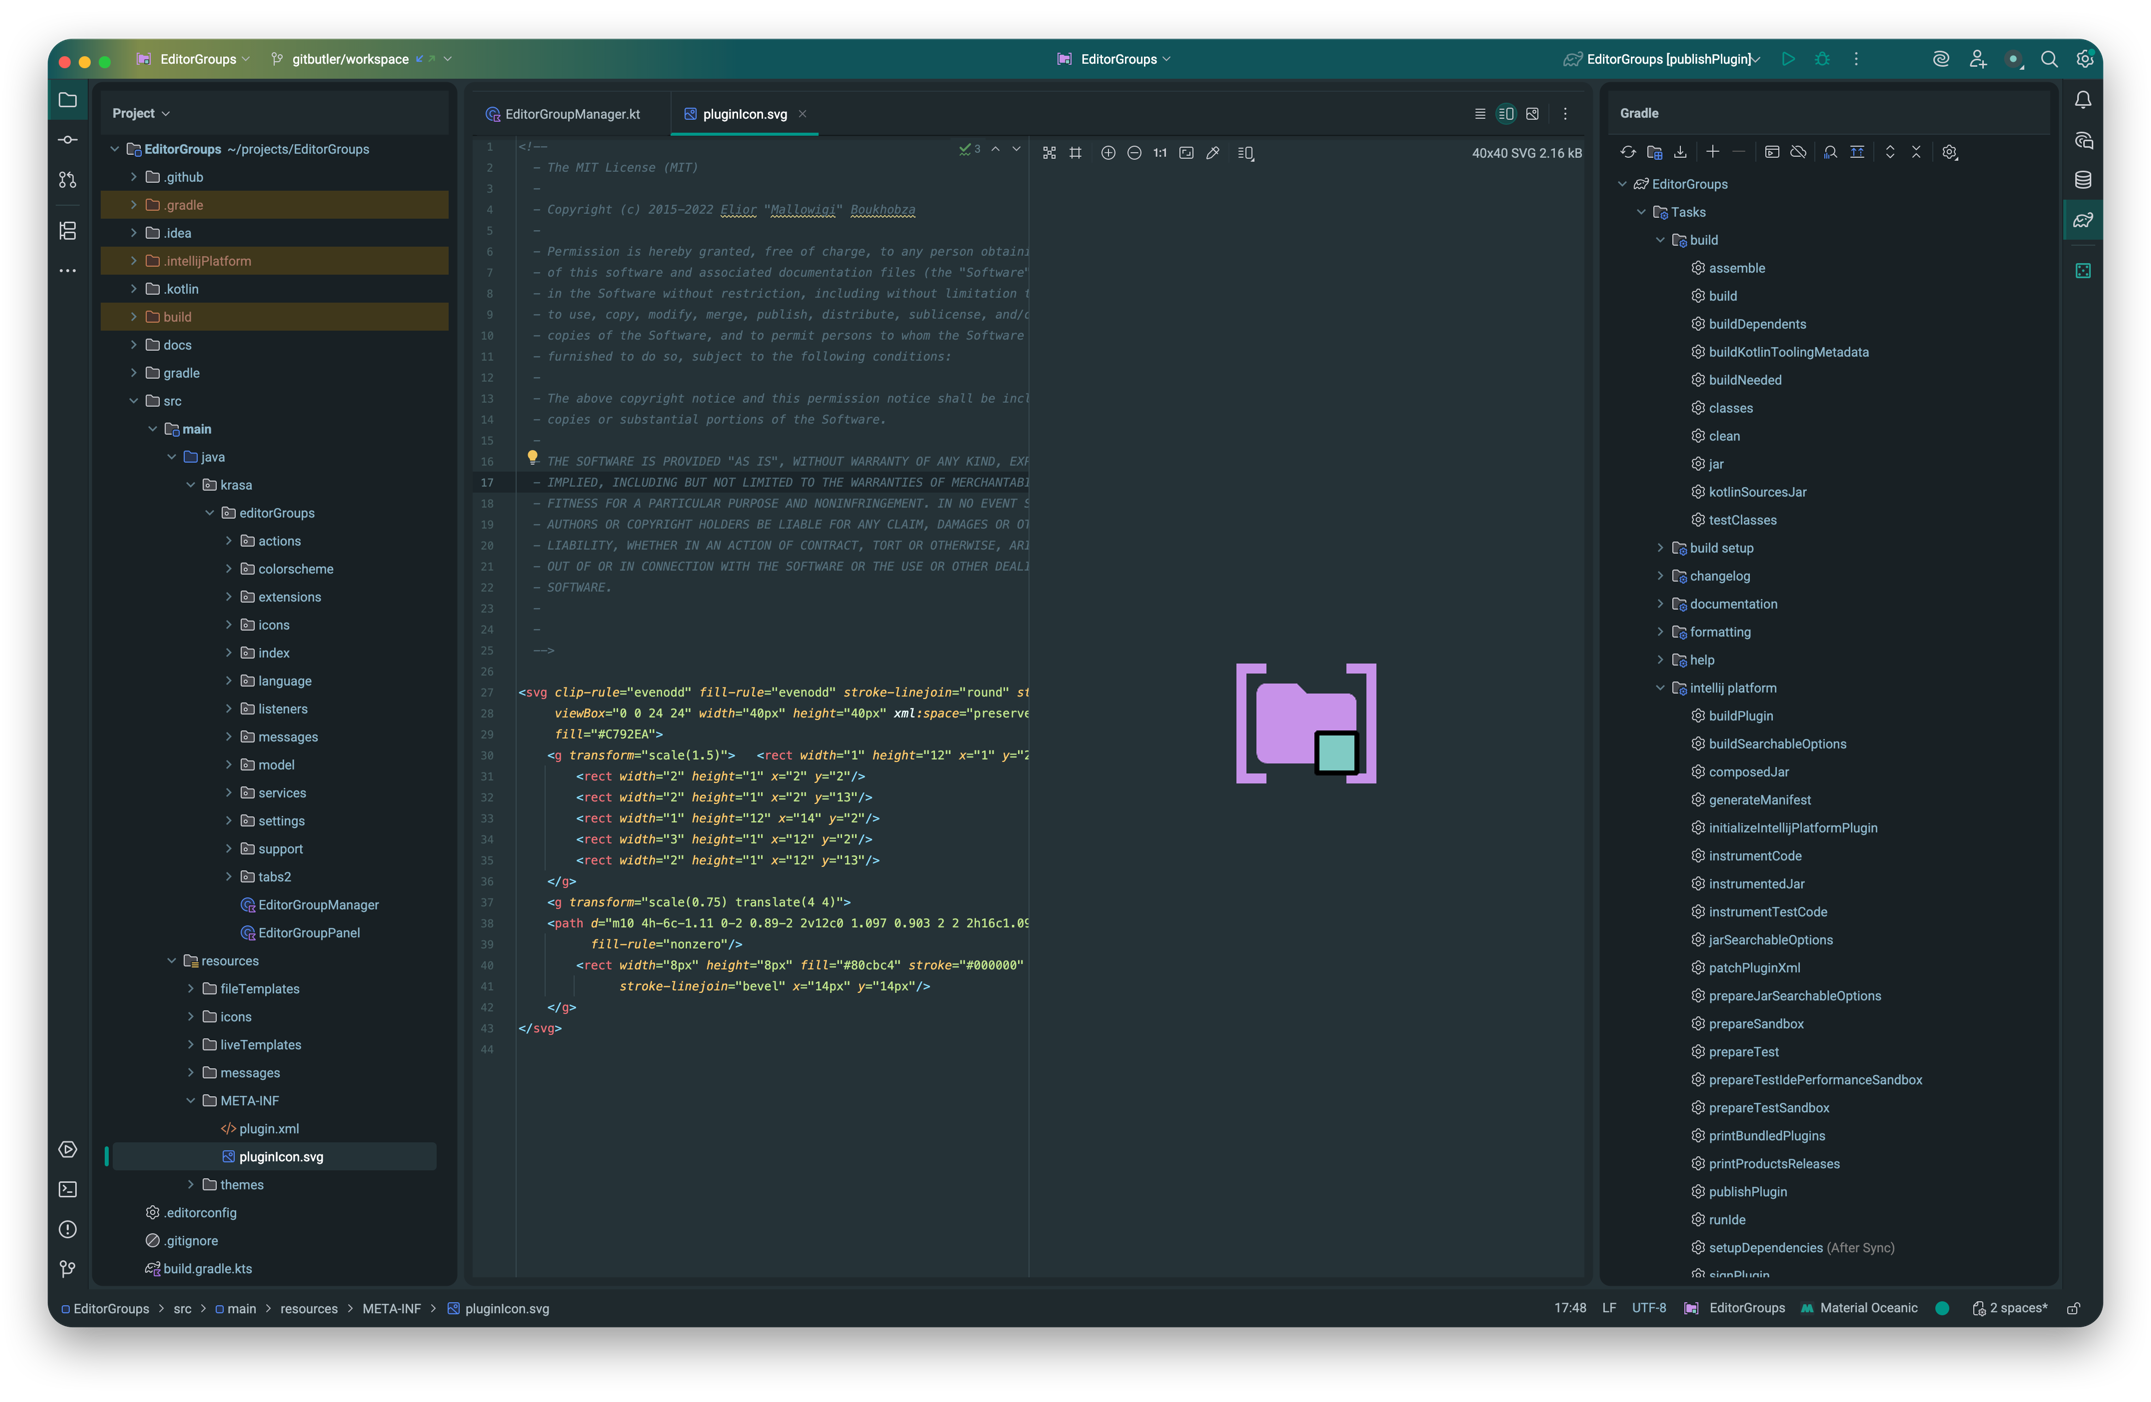 EditorGroups
gitbutler/workspace
EditorGroups
EditorGroups [publishPlugin]
Project
EditorGroups ~/projects/EditorGroups
.github
.gradle
.idea
.intellijPlatform
.kotlin
build
docs
gradle
src
main
java
krasa
editorGroups
actions
colorscheme
extensions
icons
index
language
listeners
messages
model
services
settings
support
tabs2
EditorGroupManager
EditorGroupPanel
resources
fileTemplates
icons
liveTemplates
messages
META-INF
plugin.xml
pluginIcon.svg
themes
.editorconfig
.gitignore
build.gradle.kts
EditorGroupManager.kt
pluginIcon.svg
3
1 <!--
2 - The MIT License (MIT)
3 -
4 - Copyright (c) 2015-2022 Elior "Mallowigi" Boukhobza
5 -
6 - Permission is hereby granted, free of charge, to any person obtaini
7 - of this software and associated documentation files (the "Software"
8 - in the Software without restriction, including without limitation t
9 - to use, copy, modify, merge, publish, distribute, sublicense, and/o
10 - copies of the Software, and to permit persons to whom the Software
11 - furnished to do so, subject to the following conditions:
12 -
13 - The above copyright notice and this permission notice shall be incl
14 - copies or substantial portions of the Software.
15 -
16 - THE SOFTWARE IS PROVIDED "AS IS", WITHOUT WARRANTY OF ANY KIND, EXP
17 - IMPLIED, INCLUDING BUT NOT LIMITED TO THE WARRANTIES OF MERCHANTABI
18 - FITNESS FOR A PARTICULAR PURPOSE AND NONINFRINGEMENT. IN NO EVENT S
19 - AUTHORS OR COPYRIGHT HOLDERS BE LIABLE FOR ANY CLAIM, DAMAGES OR OT
20 - LIABILITY, WHETHER IN AN ACTION OF CONTRACT, TORT OR OTHERWISE, ARI
21 - OUT OF OR IN CONNECTION WITH THE SOFTWARE OR THE USE OR OTHER DEALI
22 - SOFTWARE.
23 -
24 -
25 -->
26
27 <svg clip-rule="evenodd" fill-rule="evenodd" stroke-linejoin="round" st
28 viewBox="0 0 24 24" width="40px" height="40px" xml:space="preserve
29 fill="#C792EA">
30 <g transform="scale(1.5)"> <rect width="1" height="12" x="1" y="2
31 <rect width="2" height="1" x="2" y="2"/>
32 <rect width="2" height="1" x="2" y="13"/>
33 <rect width="1" height="12" x="14" y="2"/>
34 <rect width="3" height="1" x="12" y="2"/>
35 <rect width="2" height="1" x="12" y="13"/>
36 </g>
37 <g transform="scale(0.75) translate(4 4)">
38 <path d="m10 4h-6c-1.11 0-2 0.89-2 2v12c0 1.097 0.903 2 2 2h16c1.09
39 fill-rule="nonzero"/>
40 <rect width="8px" height="8px" fill="#80cbc4" stroke="#000000"
41 stroke-linejoin="bevel" x="14px" y="14px"/>
42 </g>
43 </svg>
44
1:1
40x40 SVG 2.16 kB
Gradle
EditorGroups
Tasks
build
assemble
build
buildDependents
buildKotlinToolingMetadata
buildNeeded
classes
clean
jar
kotlinSourcesJar
testClasses
build setup
changelog
documentation
formatting
help
intellij platform
buildPlugin
buildSearchableOptions
composedJar
generateManifest
initializeIntellijPlatformPlugin
instrumentCode
instrumentedJar
instrumentTestCode
jarSearchableOptions
patchPluginXml
prepareJarSearchableOptions
prepareSandbox
prepareTest
prepareTestIdePerformanceSandbox
prepareTestSandbox
printBundledPlugins
printProductsReleases
publishPlugin
runIde
setupDependencies (After Sync)
signPlugin
EditorGroups > src > main > resources > META-INF > pluginIcon.svg
17:48 LF UTF-8 EditorGroups Material Oceanic 2 spaces*